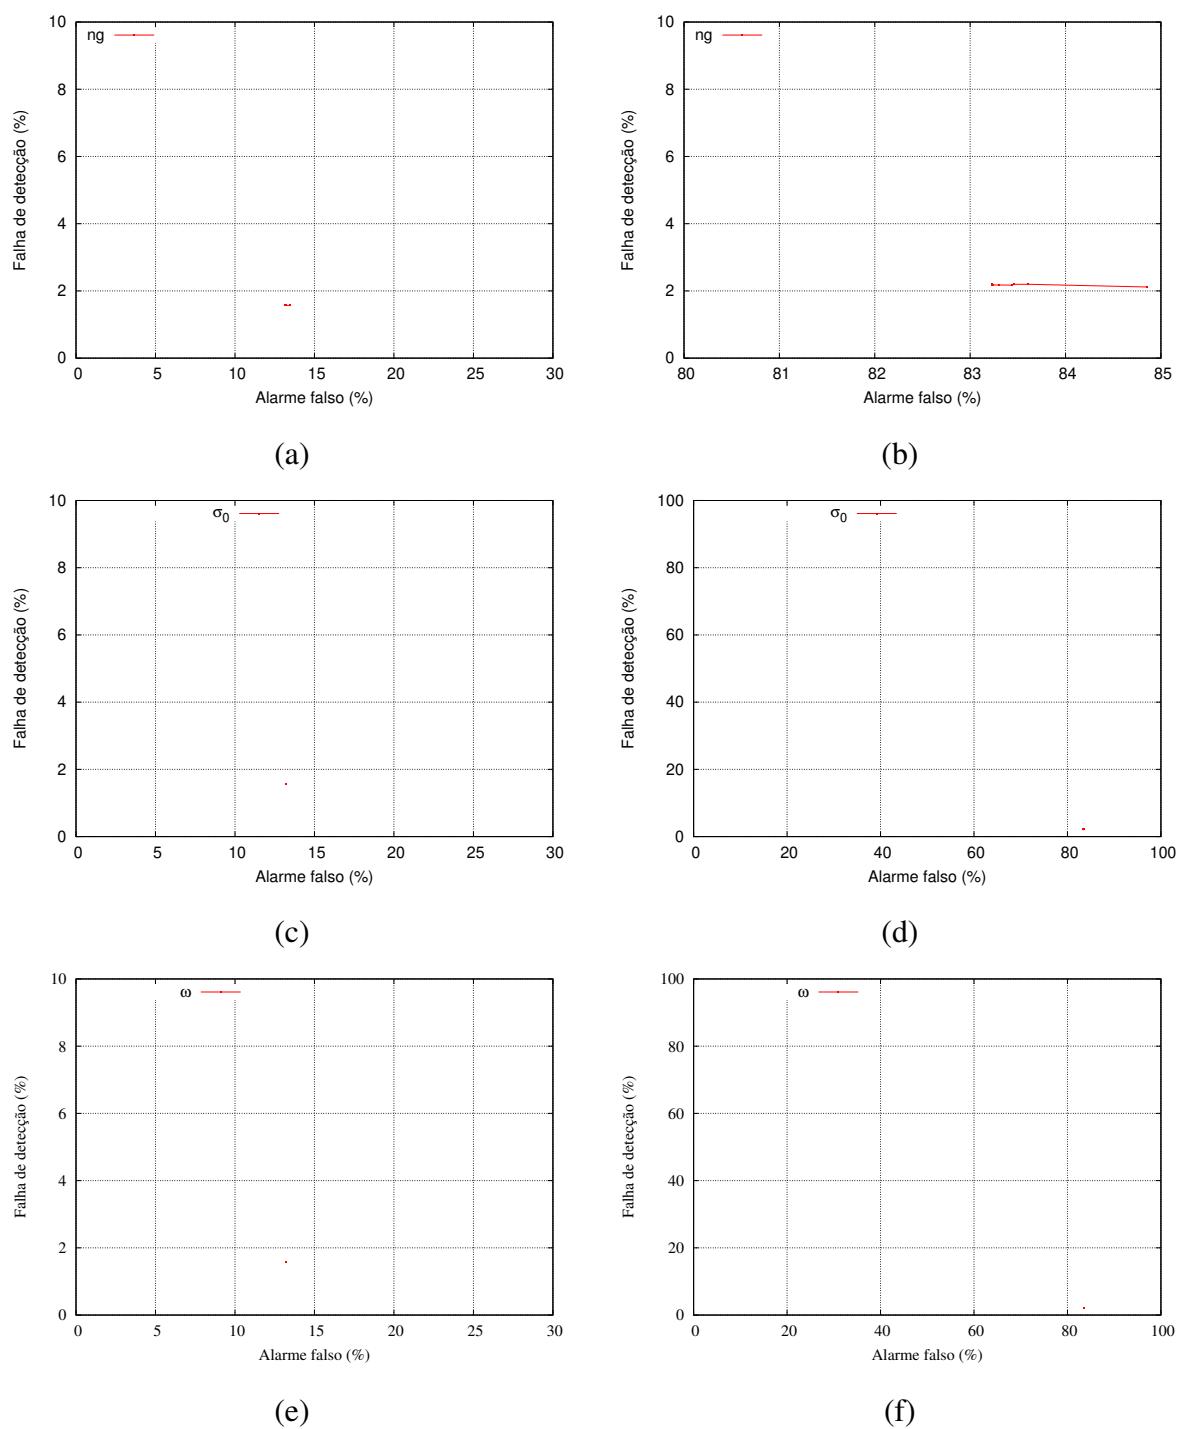 10
8
6
4
2
0
ng
Falha de detecção (%)
0 5 10 15 20 25 30
Alarme falso (%)
(a)
10
8
6
4
2
0
ng
Falha de detecção (%)
80 81 82 83 84 85
Alarme falso (%)
(b)
10
8
6
4
2
0
σ0
Falha de detecção (%)
0 5 10 15 20 25 30
Alarme falso (%)
(c)
100
80
60
40
20
0
σ0
Falha de detecção (%)
0 20 40 60 80 100
Alarme falso (%)
(d)
10
8
6
4
2
0
ω
Falha de detecção (%)
0 5 10 15 20 25 30
Alarme falso (%)
(e)
100
80
60
40
20
0
ω
Falha de detecção (%)
0 20 40 60 80 100
Alarme falso (%)
(f)